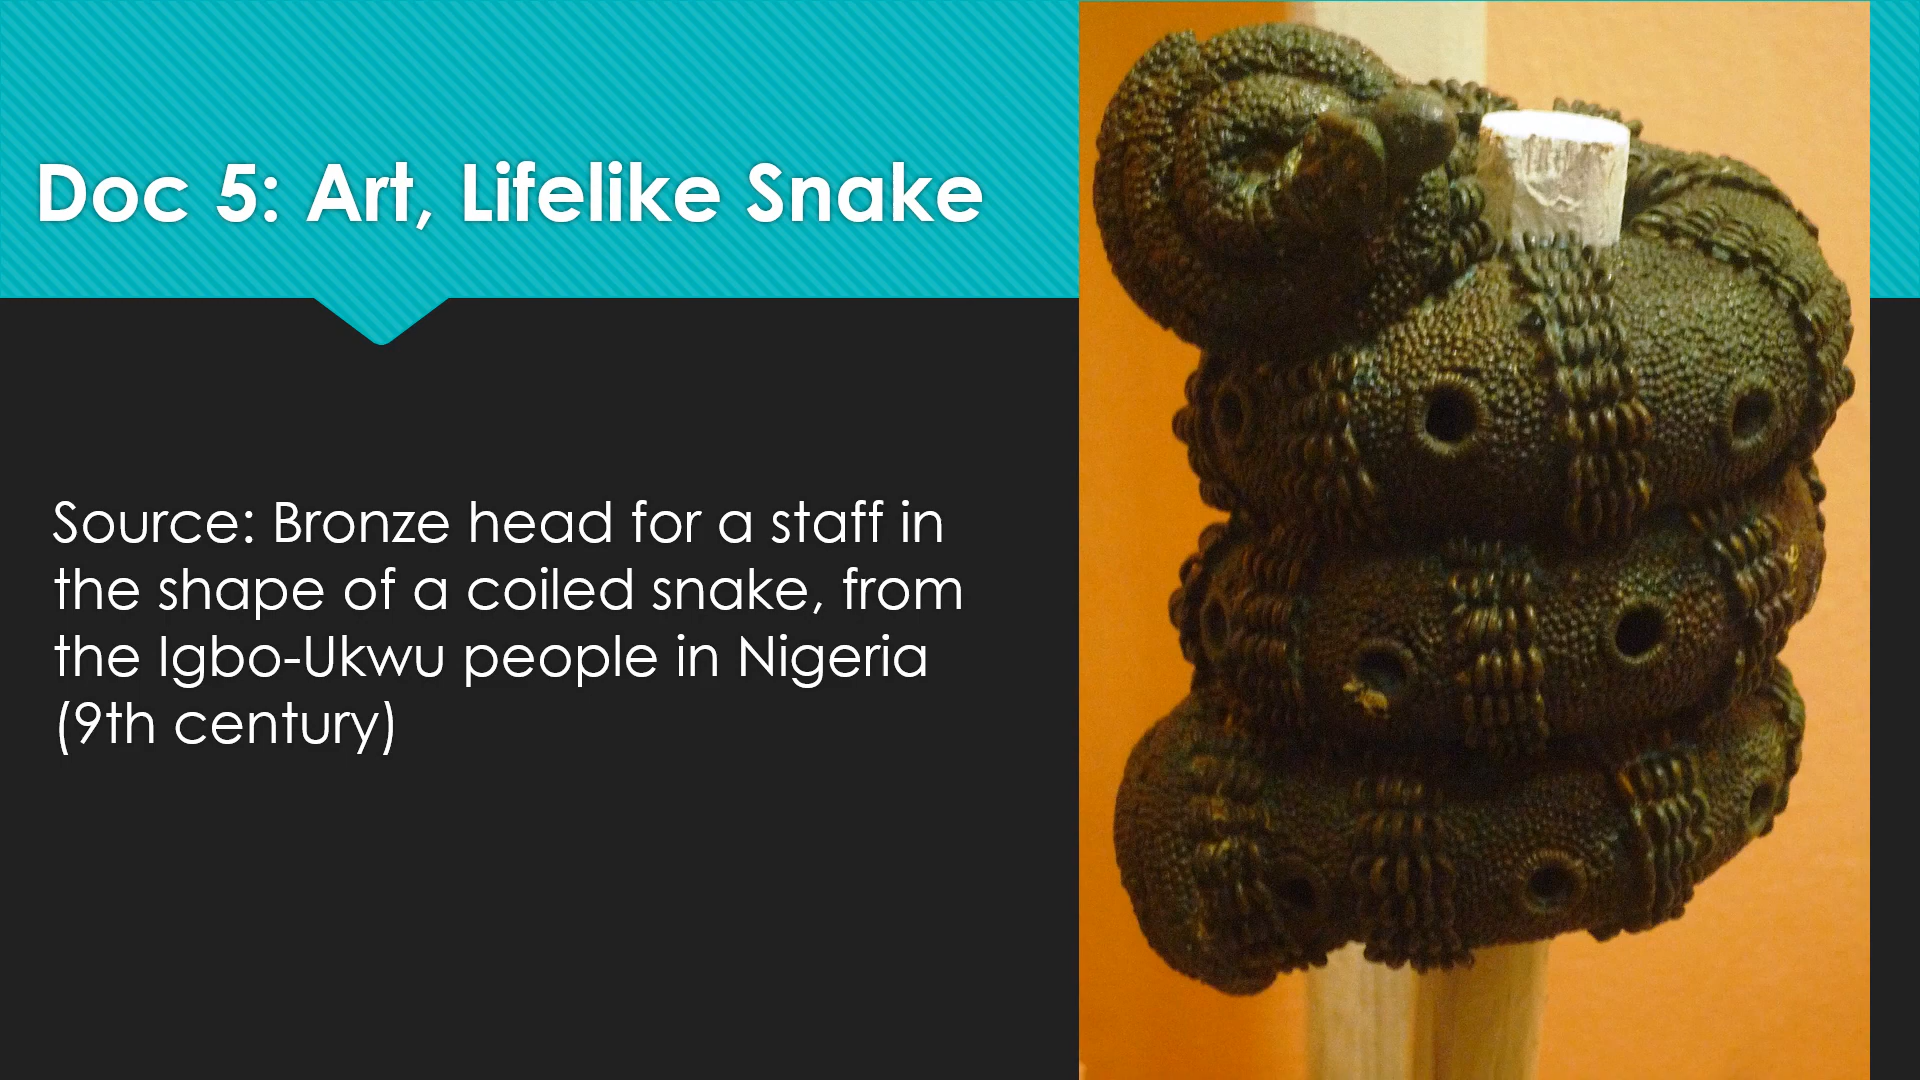 Doc 5: Art, Lifelike Snake
Source: Bronze head for a staff in
the shape of a coiled snake, from
the Igbo-Ukwu people in Nigeria
(9th century)